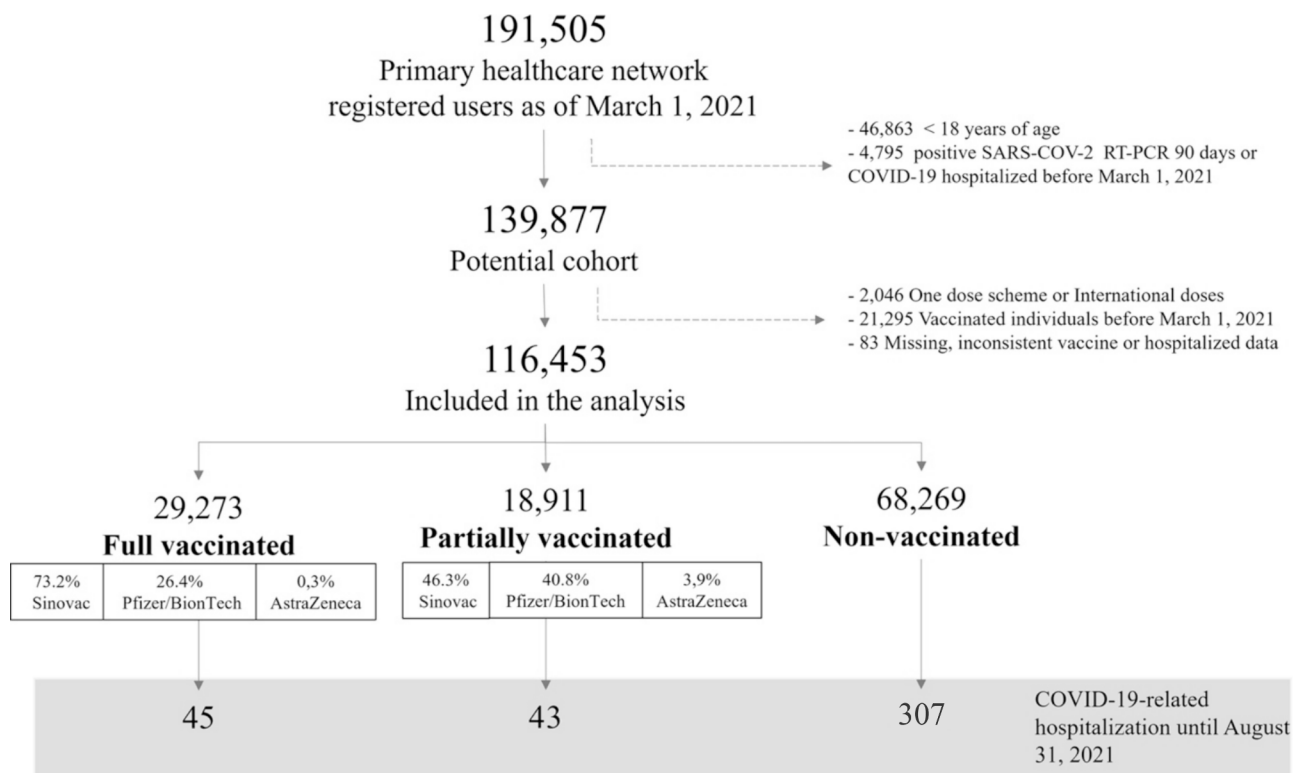 191,505
Primary healthcare network
registered users as of March 1, 2021
- 46,863 < 18 years of age
- 4,795 positive SARS-COV-2 RT-PCR 90 days or
COVID-19 hospitalized before March 1, 2021
139,877
Potential cohort
- 2,046 One dose scheme or International doses
- 21,295 Vaccinated individuals before March 1, 2021
- 83 Missing, inconsistent vaccine or hospitalized data
116,453
Included in the analysis
29,273
Full vaccinated
73.2%
Sinovac
26.4%
Pfizer/BionTech
0,3%
AstraZeneca
18,911
Partially vaccinated
46.3%
Sinovac
40.8%
Pfizer/BionTech
3,9%
AstraZeneca
68,269
Non-vaccinated
45
43
307
COVID-19-related
hospitalization until August
31, 2021